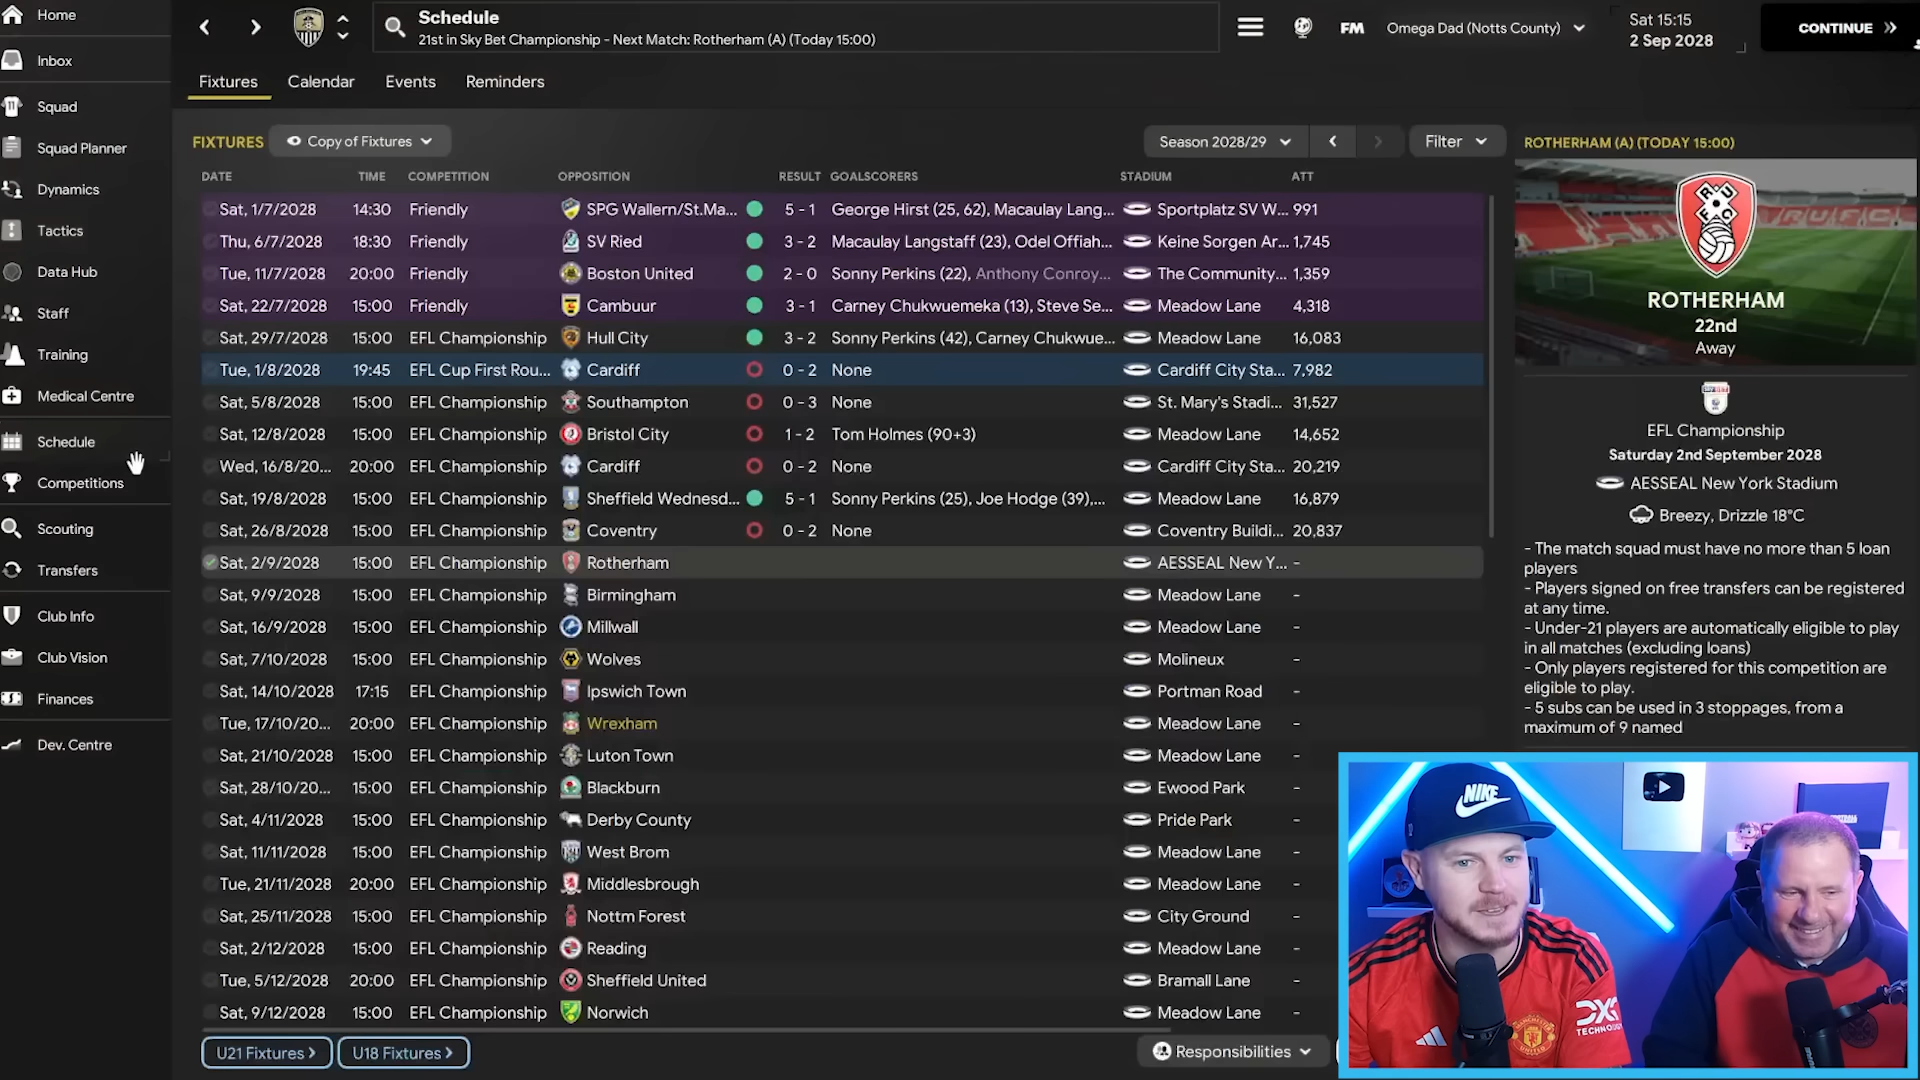 Home
Inbox
Squad
Squad Planner
Dynamics
Tactics
Data Hub
Staff
Training
Medical Centre
Schedule
Competitions
Scouting
Transfers
Club Info
Club Vision
Finances
Dev. Centre
Schedule
21st in Sky Bet Championship - Next Match: Rotherham (A) (Today 15:00)
FM
Omega Dad (Notts County)
Sat 15:15
2 Sep 2028
CONTINUE
Fixtures Calendar Events Reminders
FIXTURES Copy of Fixtures Season 2028/29 Filter
DATE TIME COMPETITION OPPOSITION RESULT GOALSCORERS STADIUM ATT
Sat, 1/7/2028 14:30 Friendly SPG Wallern/St.Ma... 5 - 1 George Hirst (25, 62), Macaulay Lang... Sportplatz SV W... 991
Thu, 6/7/2028 18:30 Friendly SV Ried 3 - 2 Macaulay Langstaff (23), Odel Offiah... Keine Sorgen Ar... 1,745
Tue, 11/7/2028 20:00 Friendly Boston United 2 - 0 Sonny Perkins (22), Anthony Conroy... The Community... 1,359
Sat, 22/7/2028 15:00 Friendly Cambuur 3 - 1 Carney Chukwuemeka (13), Steve Se... Meadow Lane 4,318
Sat, 29/7/2028 15:00 EFL Championship Hull City 3 - 2 Sonny Perkins (42), Carney Chukwue... Meadow Lane 16,083
Tue, 1/8/2028 19:45 EFL Cup First Rou... Cardiff 0 - 2 None Cardiff City Sta... 7,982
Sat, 5/8/2028 15:00 EFL Championship Southampton 0 - 3 None St. Mary's Stadi... 31,527
Sat, 12/8/2028 15:00 EFL Championship Bristol City 1 - 2 Tom Holmes (90+3) Meadow Lane 14,652
Wed, 16/8/20... 20:00 EFL Championship Cardiff 0 - 2 None Cardiff City Sta... 20,219
Sat, 19/8/2028 15:00 EFL Championship Sheffield Wednesd... 5 - 1 Sonny Perkins (25), Joe Hodge (39),... Meadow Lane 16,879
Sat, 26/8/2028 15:00 EFL Championship Coventry 0 - 2 None Coventry Buildi... 20,837
Sat, 2/9/2028 15:00 EFL Championship Rotherham AESSEAL New Y... -
Sat, 9/9/2028 15:00 EFL Championship Birmingham Meadow Lane -
Sat, 16/9/2028 15:00 EFL Championship Millwall Meadow Lane -
Sat, 7/10/2028 15:00 EFL Championship Wolves Molineux -
Sat, 14/10/2028 17:15 EFL Championship Ipswich Town Portman Road -
Tue, 17/10/20... 20:00 EFL Championship Wrexham Meadow Lane -
Sat, 21/10/2028 15:00 EFL Championship Luton Town Meadow Lane -
Sat, 28/10/20... 15:00 EFL Championship Blackburn Ewood Park -
Sat, 4/11/2028 15:00 EFL Championship Derby County Pride Park -
Sat, 11/11/2028 15:00 EFL Championship West Brom Meadow Lane -
Tue, 21/11/2028 20:00 EFL Championship Middlesbrough Meadow Lane -
Sat, 25/11/2028 15:00 EFL Championship Nottm Forest City Ground -
Sat, 2/12/2028 15:00 EFL Championship Reading Meadow Lane -
Tue, 5/12/2028 20:00 EFL Championship Sheffield United Bramall Lane -
Sat, 9/12/2028 15:00 EFL Championship Norwich Meadow Lane -
U21 Fixtures U18 Fixtures Responsibilities
ROTHERHAM (A) (TODAY 15:00)
RUFC
ROTHERHAM
22nd
Away
EFL Championship
Saturday 2nd September 2028
AESSEAL New York Stadium
Breezy, Drizzle 18°C
- The match squad must have no more than 5 loan
players
- Players signed on free transfers can be registered
at any time.
- Under-21 players are automatically eligible to play
in all matches (excluding loans)
- Only players registered for this competition are
eligible to play.
- 5 subs can be used in 3 stoppages, from a
maximum of 9 named
NIKE
DXC
TECHNOLOGY